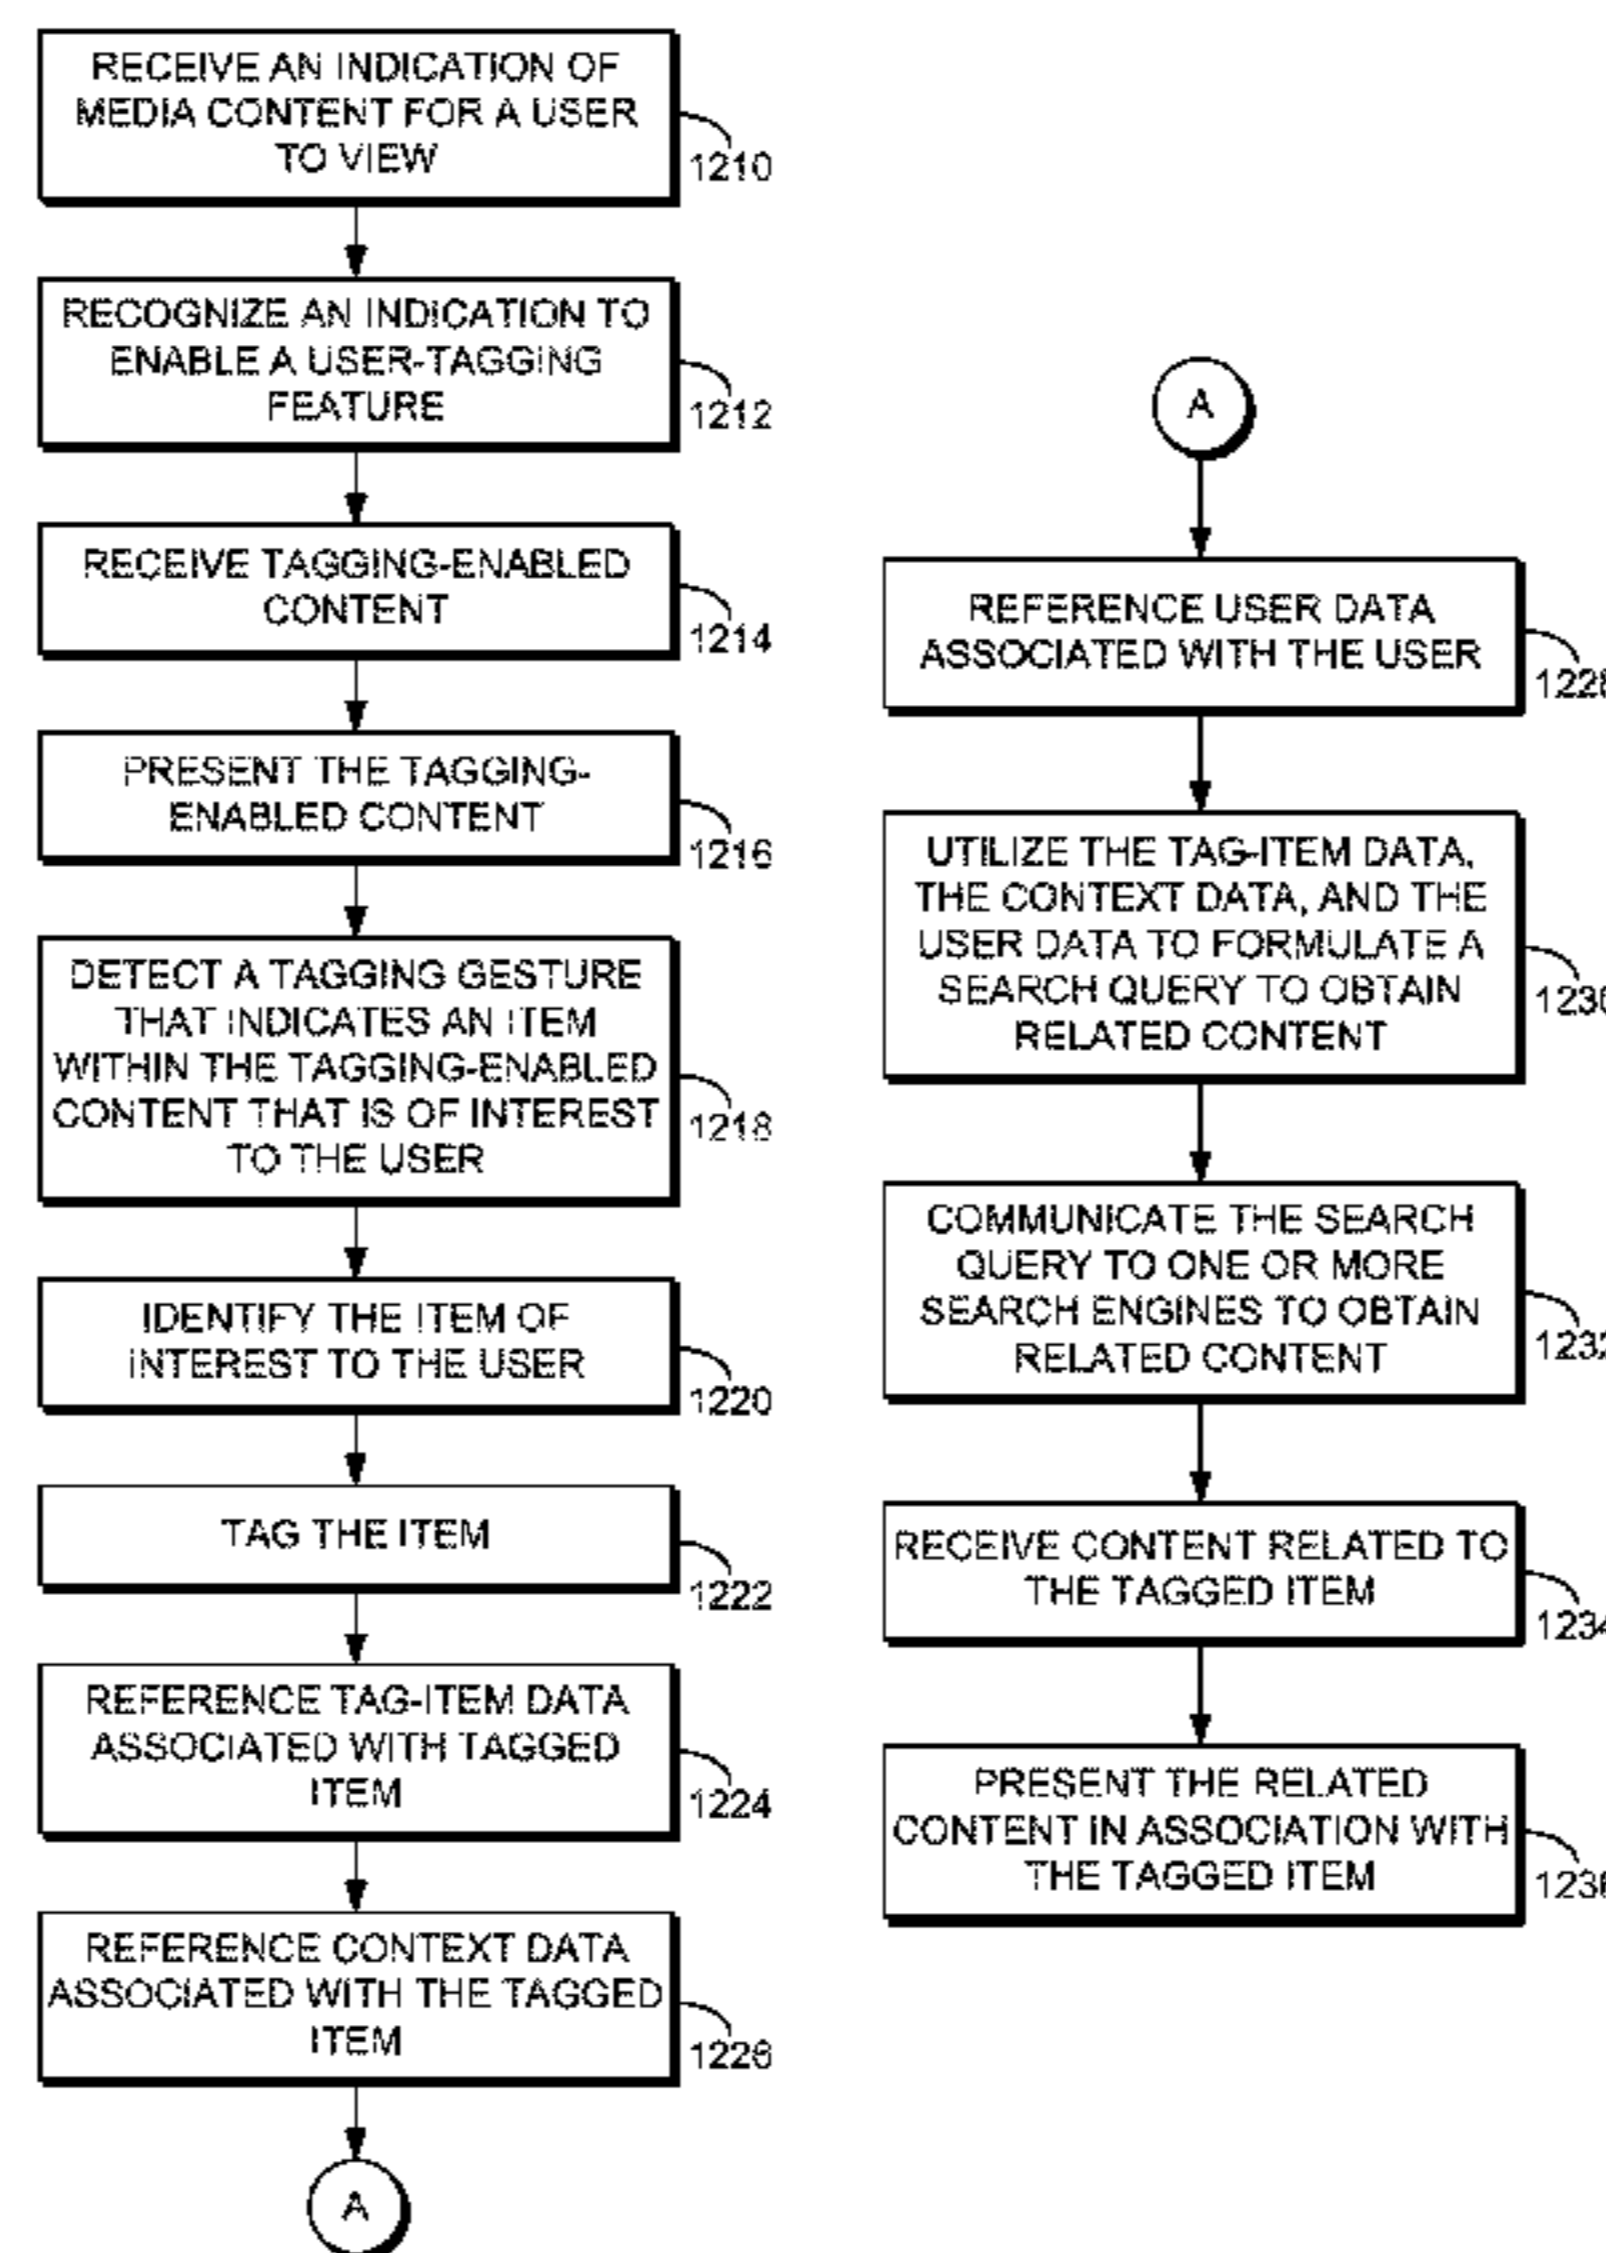 RECEIVE AN INDICATION OF
MEDIA CONTENT FOR A USER
TO VIEW
1210
RECOGNIZE AN INDICATION TO
ENABLE A USER-TAGGING
FEATURE
1212
RECEIVE TAGGING-ENABLED
CONTENT
1214
PRESENT THE TAGGING-
ENABLED CONTENT
1216
DETECT A TAGGING GESTURE
THAT INDICATES AN ITEM
WITHIN THE TAGGING-ENABLED
CONTENT THAT IS OF INTEREST
TO THE USER
1218
IDENTIFY THE ITEM OF
INTEREST TO THE USER
1220
TAG THE ITEM
1222
REFERENCE TAG-ITEM DATA
ASSOCIATED WITH TAGGED
ITEM
1224
REFERENCE CONTEXT DATA
ASSOCIATED WITH THE TAGGED
ITEM
1226
A
A
REFERENCE USER DATA
ASSOCIATED WITH THE USER
1228
UTILIZE THE TAG-ITEM DATA,
THE CONTEXT DATA, AND THE
USER DATA TO FORMULATE A
SEARCH QUERY TO OBTAIN
RELATED CONTENT
1230
COMMUNICATE THE SEARCH
QUERY TO ONE OR MORE
SEARCH ENGINES TO OBTAIN
RELATED CONTENT
1232
RECEIVE CONTENT RELATED TO
THE TAGGED ITEM
1234
PRESENT THE RELATED
CONTENT IN ASSOCIATION WITH
THE TAGGED ITEM
1236